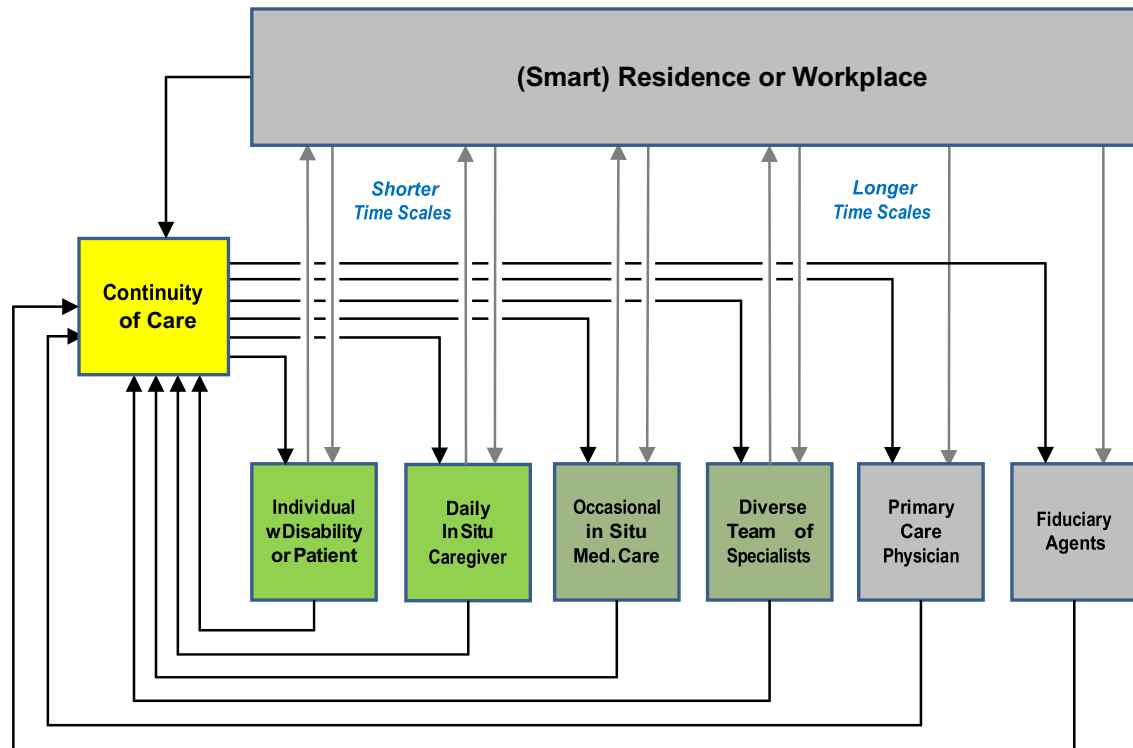 (Smart) Residence or Workplace
Shorter
Time Scales
Longer
Time Scales
Continuity
of Care
Individual
wDisability
or Patient
Daily
In Situ
Caregiver
Occasional
in Situ
Med. Care
Diverse
Team of
Specialists
Primary
Care
Physician
Fiduciary
Agents